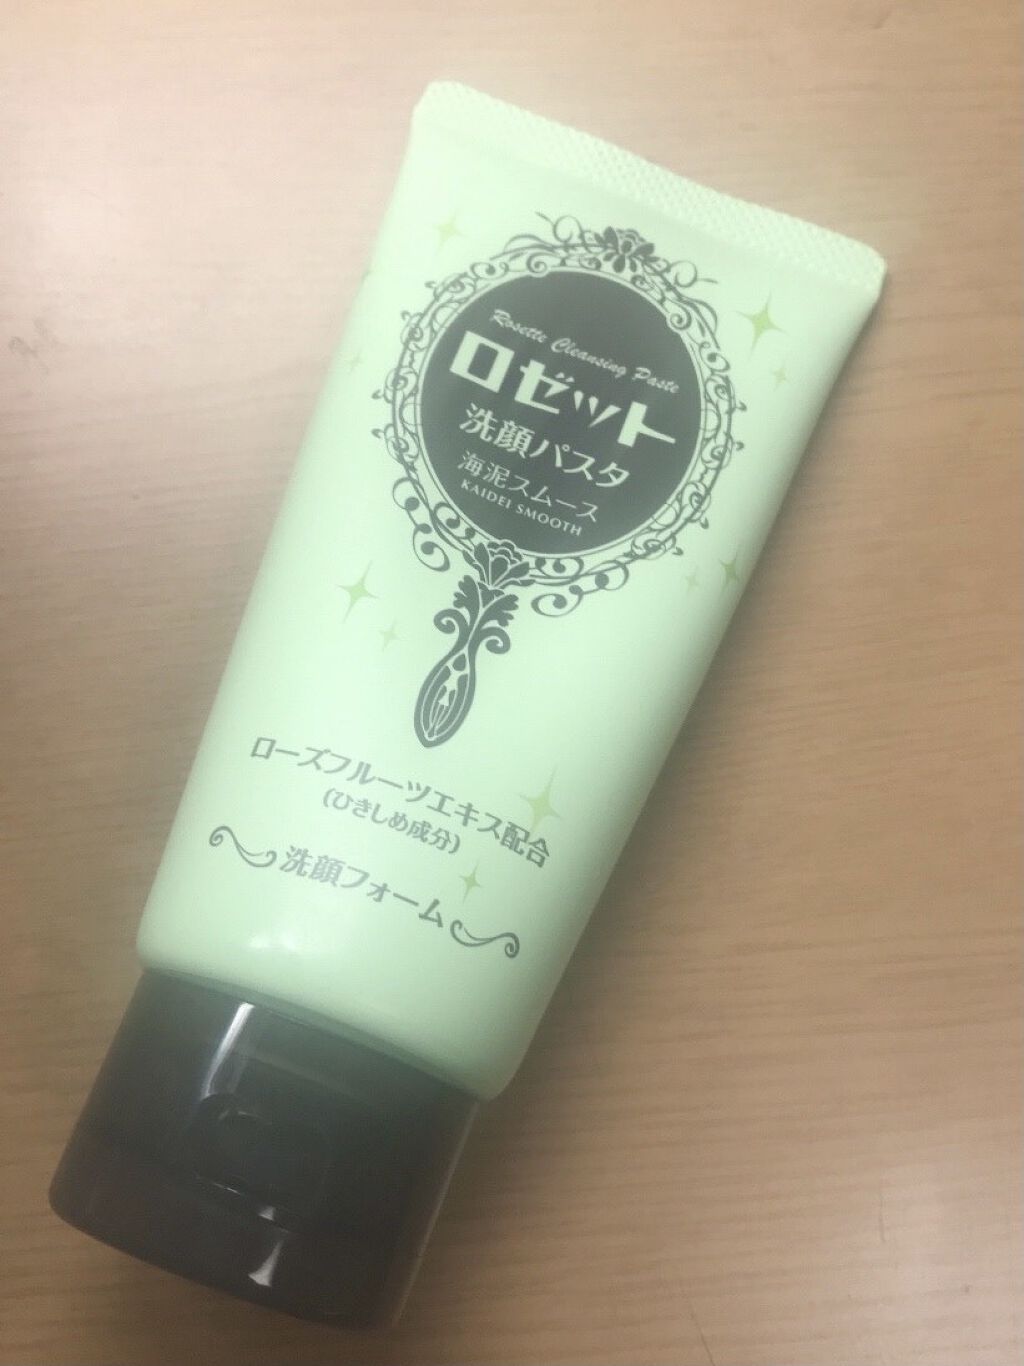 Rosette Cleansing Paste
ロゼット
洗顔パスタ
海泥スムース
KAIDEI SMOOTH
ローズフルーツエキス配合
(ひきしめ成分)
洗顔フォーム